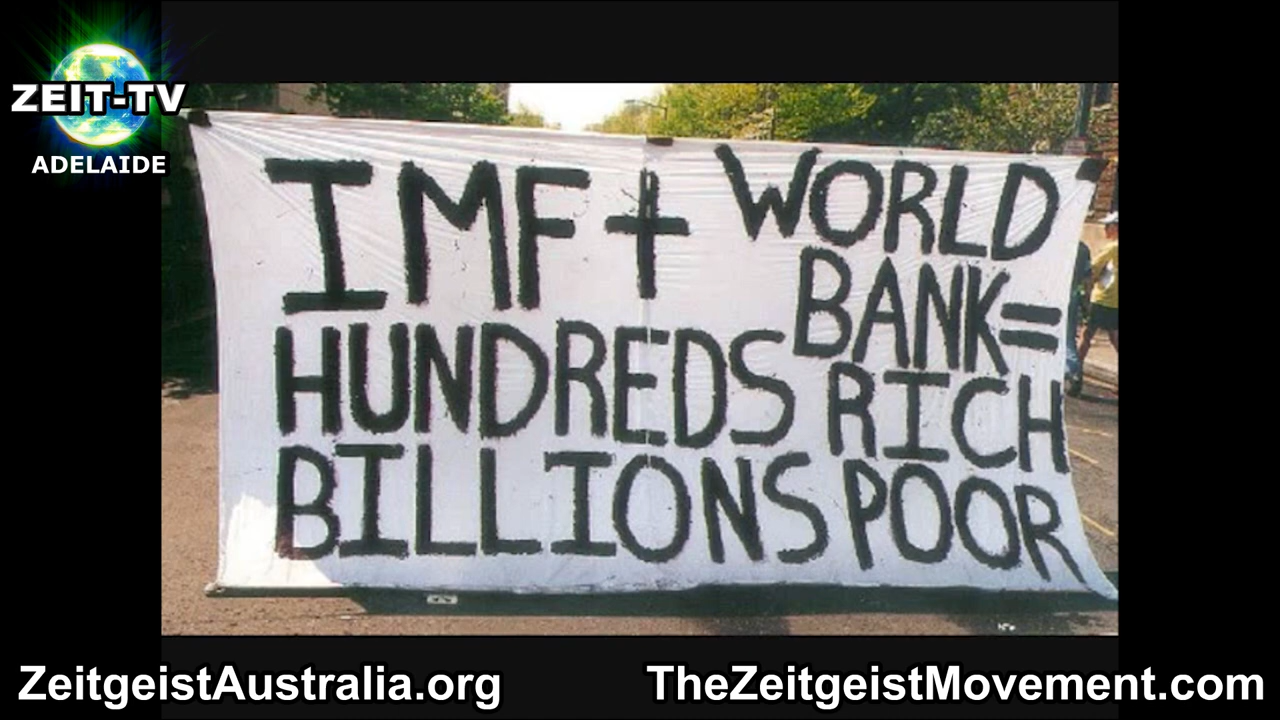 ZEIT-TV
ADELAIDE
IMF + WORLD
BANK=
HUNDREDS RICH
BILLIONS POOR
ZeitgeistAustralia.org
TheZeitgeistMovement.com